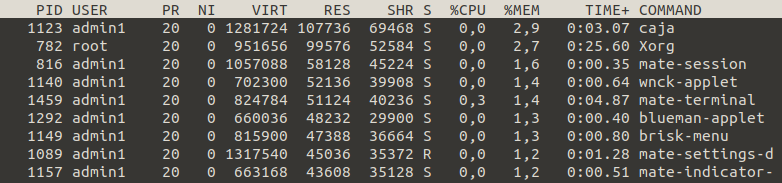 PID USER PR NI VIRT RES SHR S %CPU %MEM TIME+ COMMAND
1123 admin1 20 0 1281724 107736 69468 S 0,0 2,9 0:03.07 caja
782 root 20 0 951656 99576 52584 S 0,0 2,7 0:25.60 Xorg
816 admin1 20 0 1057088 58128 45224 S 0,0 1,6 0:00.35 mate-session
1140 admin1 20 0 702300 52136 39908 S 0,0 1,4 0:00.64 wnck-applet
1459 admin1 20 0 824784 51124 40236 S 0,3 1,4 0:04.87 mate-terminal
1292 admin1 20 0 660036 48232 29900 S 0,0 1,3 0:00.40 blueman-applet
1149 admin1 20 0 815900 47388 36664 S 0,0 1,3 0:00.80 brisk-menu
1089 admin1 20 0 1317540 45036 35372 R 0,0 1,2 0:01.28 mate-settings-d
1157 admin1 20 0 663168 43608 35128 S 0,0 1,2 0:00.51 mate-indicator-